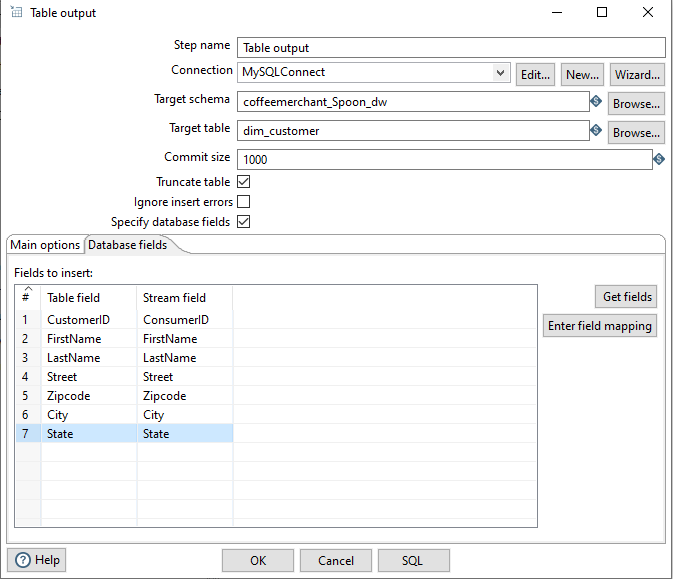 Table output
Step name Table output
Connection MySQLConnect Edit... New... Wizard...
Target schema coffeemerchant_Spoon_dw Browse...
Target table dim_customer Browse...
Commit size 1000
Truncate table
Ignore insert errors
Specify database fields
Main options Database fields
Fields to insert:
# Table field Stream field
1 CustomerID ConsumerID
2 FirstName FirstName
3 LastName LastName
4 Street Street
5 Zipcode Zipcode
6 City City
7 State State
Get fields
Enter field mapping
Help OK Cancel SQL